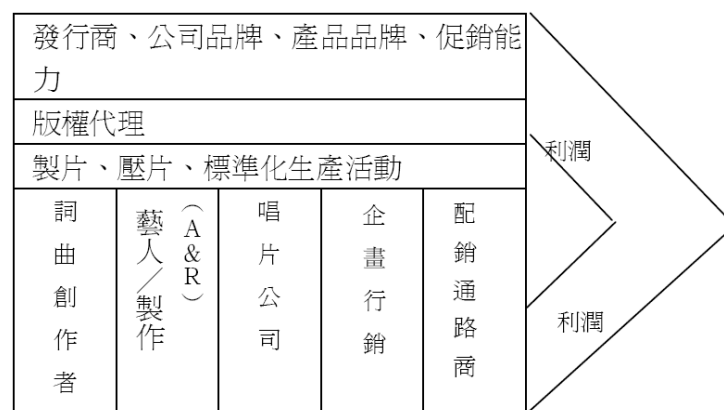 發行商、公司品牌、產品品牌、促銷能
力
版權代理
製片、壓片、標準化生產活動
詞曲創作者
藝人／製作
（A&R）
唱片公司
企畫行銷
配銷通路商
利潤
利潤